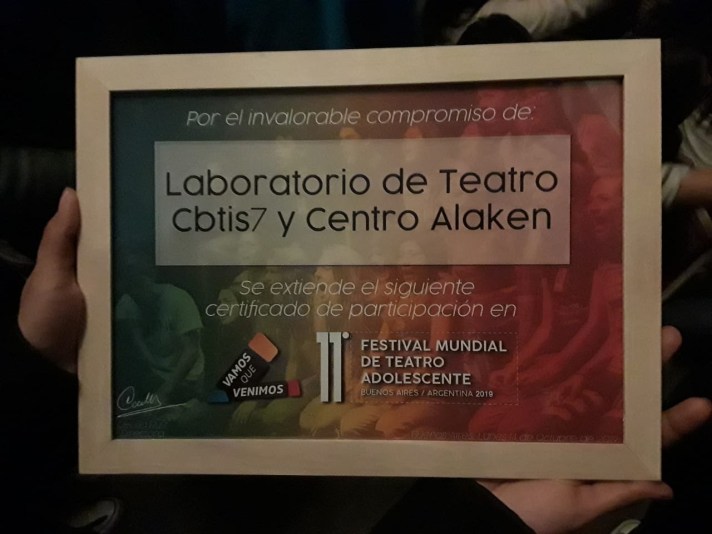 Por el invalorable compromiso de:
Laboratorio de Teatro
Cbtis7 y Centro Alaken
Se extiende el siguiente
certificado de participación en
VAMOS
QUE
VENIMOS
11°
FESTIVAL MUNDIAL
DE TEATRO
ADOLESCENTE
BUENOS AIRES / ARGENTINA 2019